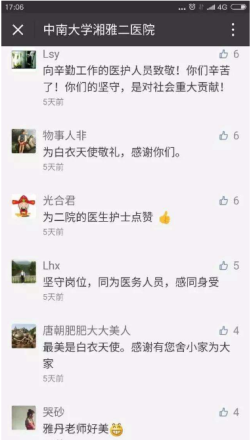 17:06
4G
中南大学湘雅二医院
Lsy
6
向辛勤工作的医护人员致敬！你们辛苦
了！你们的坚守，是对社会重大贡献！
5天前
物事人非
6
为白衣天使敬礼，感谢你们。
5天前
光合君
6
为二院的医生护士点赞👍
5天前
Lhx
5
坚守岗位，同为医务人员，感同身受
5天前
唐朝肥肥大大美人
4
最美是白衣天使。感谢有您舍小家为大
家
5天前
哭砂
4
雅丹老师好美😁